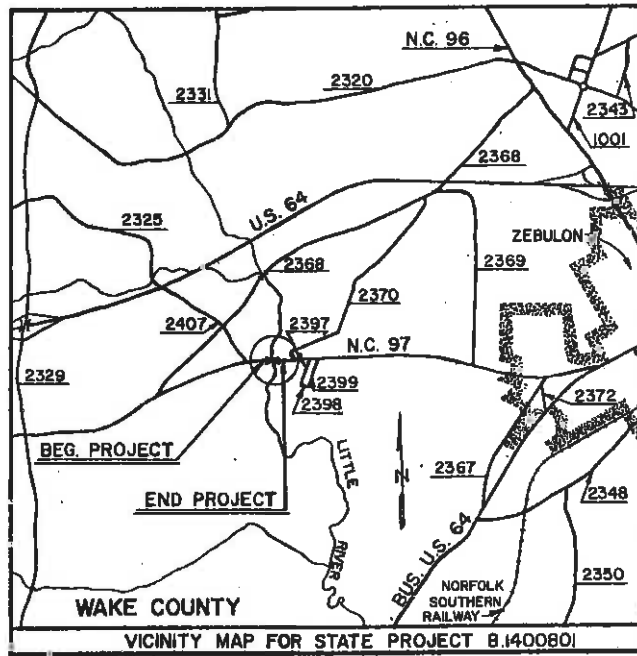 N.C. 96
2331
2320
2343
1001
2368
2325
U.S. 64
ZEBULON
2368
2369
2370
2407
2397
N.C. 97
2329
2399
2398
2372
BEG. PROJECT
LITTLE
N
2367
END PROJECT
2348
RIVER
BUS. U.S. 64
2350
NORFOLK
SOUTHERN
RAILWAY
WAKE COUNTY
VICINITY MAP FOR STATE PROJECT 8.1400801